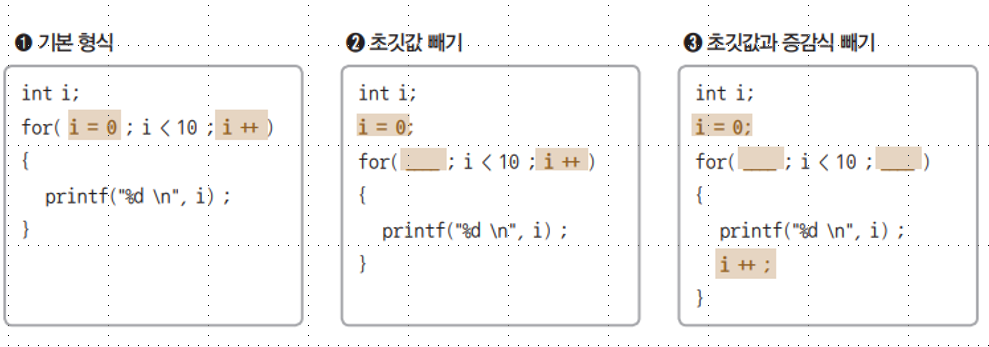 ❶ 기본 형식
int i;
for( i = 0 ; i < 10 ; i ++ )
{
printf("%d \n", i) ;
}
❷ 초깃값 빼기
int i;
i = 0;
for( ___ ; i < 10 ; i ++ )
{
printf("%d \n", i) ;
}
❸ 초깃값과 증감식 빼기
int i;
i = 0;
for( ___ ; i < 10 ; ___ )
{
printf("%d \n", i) ;
i ++ ;
}